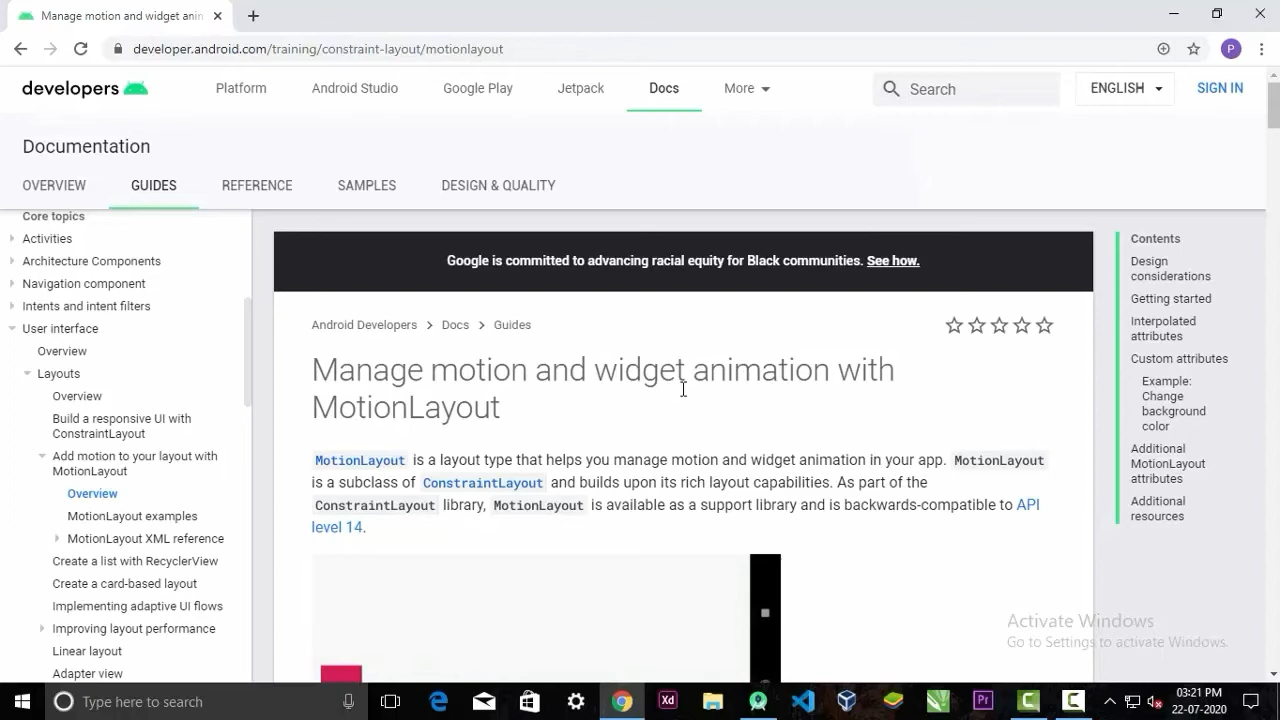 Manage motion and widget anim
developer.android.com/training/constraint-layout/motionlayout
P
developers
Platform
Android Studio
Google Play
Jetpack
Docs
More
Search
ENGLISH
SIGN IN
Documentation
OVERVIEW
GUIDES
REFERENCE
SAMPLES
DESIGN & QUALITY
Core topics
Activities
Architecture Components
Navigation component
Intents and intent filters
User interface
Overview
Layouts
Overview
Build a responsive UI with
ConstraintLayout
Add motion to your layout with
MotionLayout
Overview
MotionLayout examples
MotionLayout XML reference
Create a list with RecyclerView
Create a card-based layout
Implementing adaptive UI flows
Improving layout performance
Linear layout
Adapter view
Google is committed to advancing racial equity for Black communities. See how.
Android Developers > Docs > Guides
Manage motion and widget animation with
MotionLayout
MotionLayout is a layout type that helps you manage motion and widget animation in your app. MotionLayout
is a subclass of ConstraintLayout and builds upon its rich layout capabilities. As part of the
ConstraintLayout library, MotionLayout is available as a support library and is backwards-compatible to API
level 14.
Contents
Design
considerations
Getting started
Interpolated
attributes
Custom attributes
Example:
Change
background
color
Additional
MotionLayout
attributes
Additional
resources
Activate Windows
Go to Settings to activate Windows.
Type here to search
Xd
Pr
03:21 PM
22-07-2020